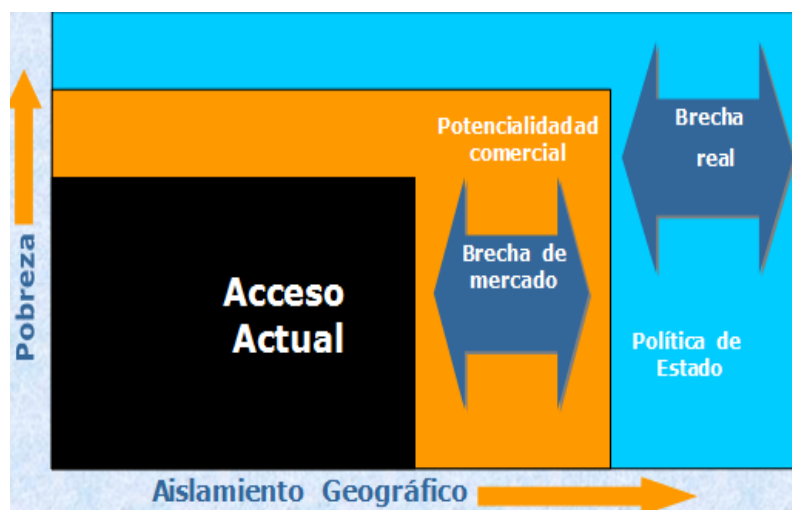 Potencialidadad
comercial
Brecha
real
Brecha de
mercado
Acceso
Actual
Política de
Estado
Pobreza
Aislamiento Geográfico